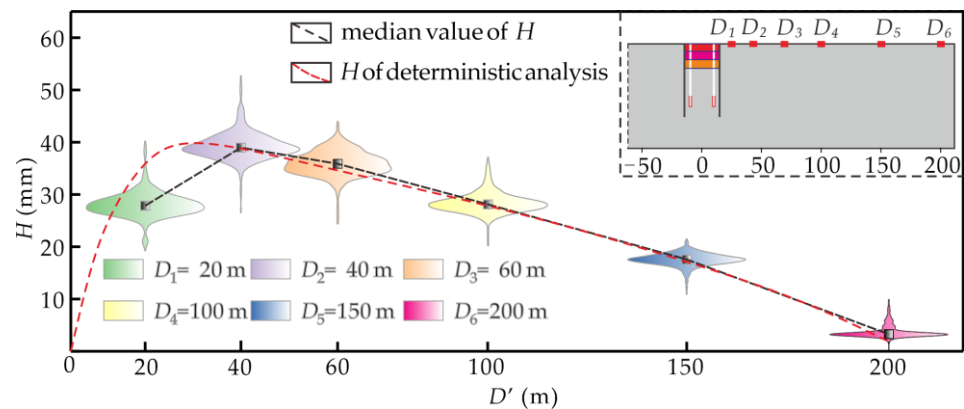 60
50
40
30
20
10
H (mm)
median value of H
H of deterministic analysis
D1 D2 D3 D4 D5 D6
−50 0 50 100 150 200
D1= 20 m D2= 40 m D3= 60 m
D4=100 m D5=150 m D6=200 m
0 20 40 60 100 150 200
D′ (m)